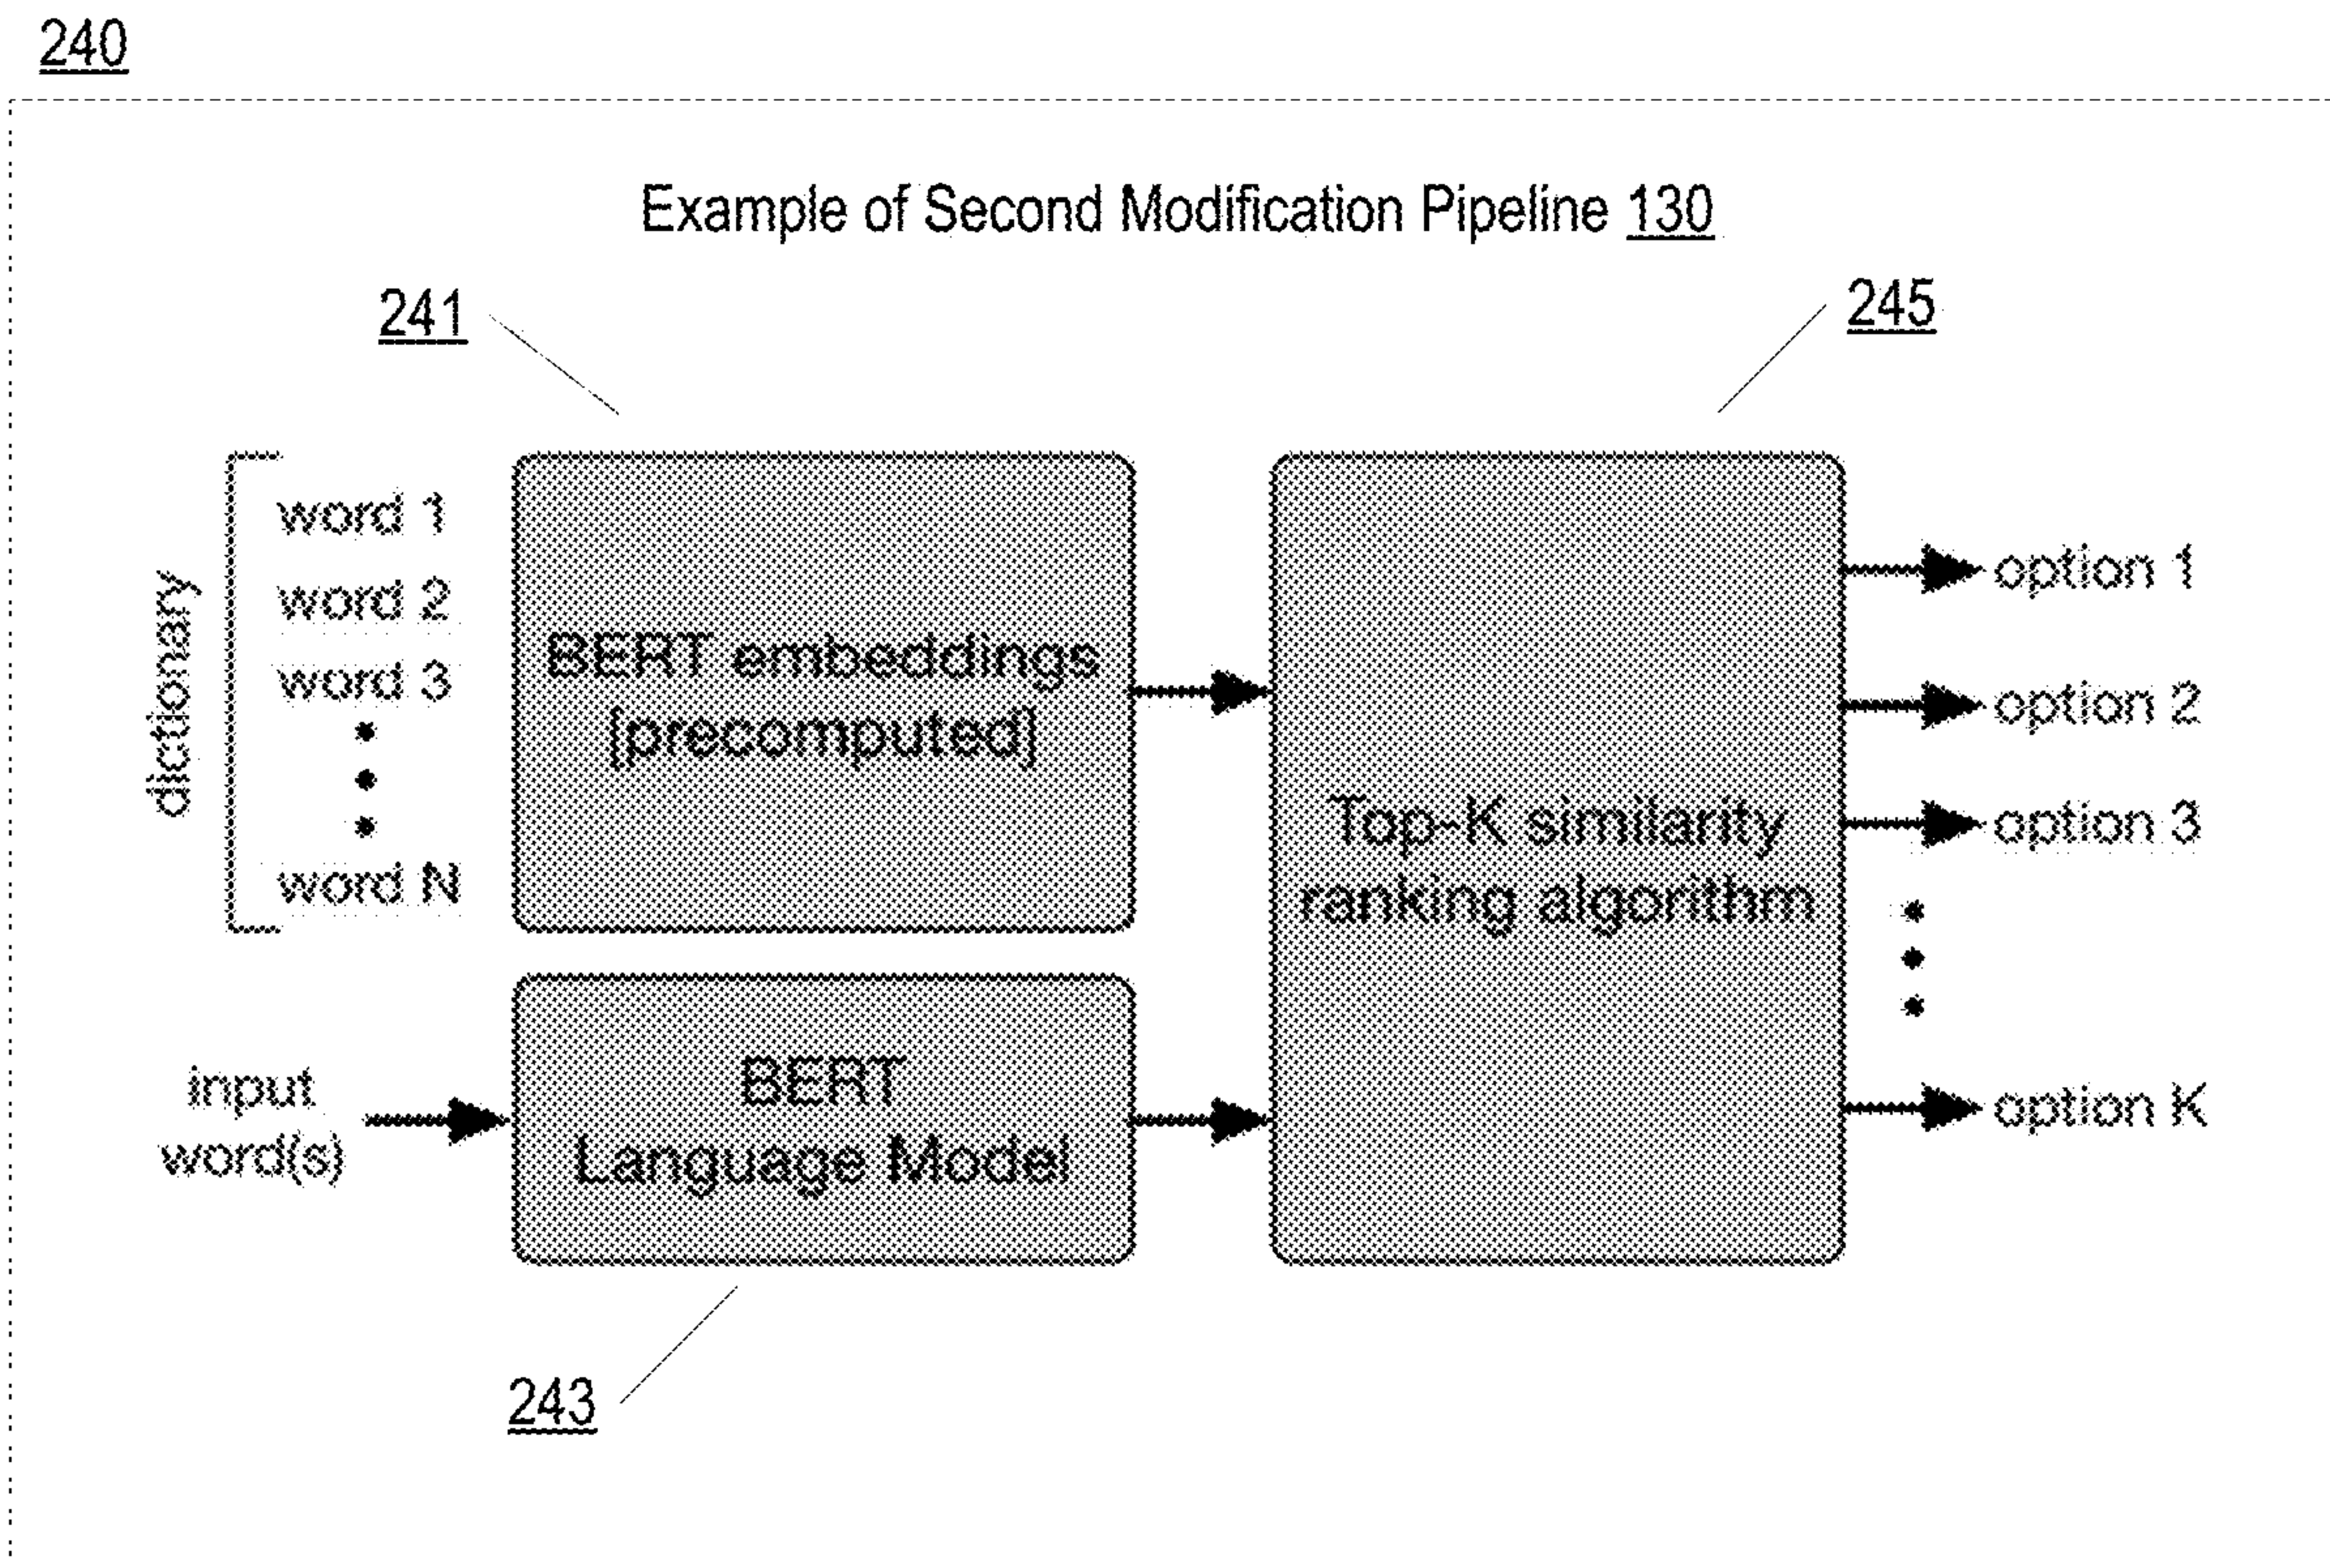 240
Example of Second Modification Pipeline 130
241
245
dictionary
word 1
word 2
word 3
word N
BERT embeddings
[precomputed]
Top-K similarity
ranking algorithm
option 1
option 2
option 3
option K
input
word(s)
BERT
Language Model
243